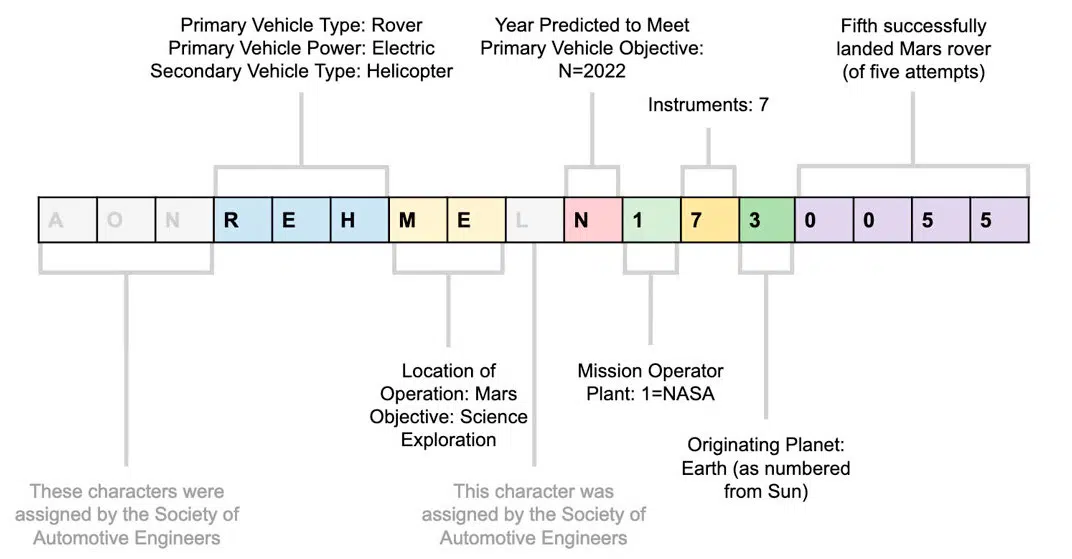 Primary Vehicle Type: Rover
Primary Vehicle Power: Electric
Secondary Vehicle Type: Helicopter
Year Predicted to Meet
Primary Vehicle Objective:
N=2022
Instruments: 7
Fifth successfully
landed Mars rover
(of five attempts)
A O N R E H M E L N 1 7 3 0 0 5 5
Location of
Operation: Mars
Objective: Science
Exploration
Mission Operator
Plant: 1=NASA
Originating Planet:
Earth (as numbered
from Sun)
These characters were
assigned by the Society of
Automotive Engineers
This character was
assigned by the Society of
Automotive Engineers